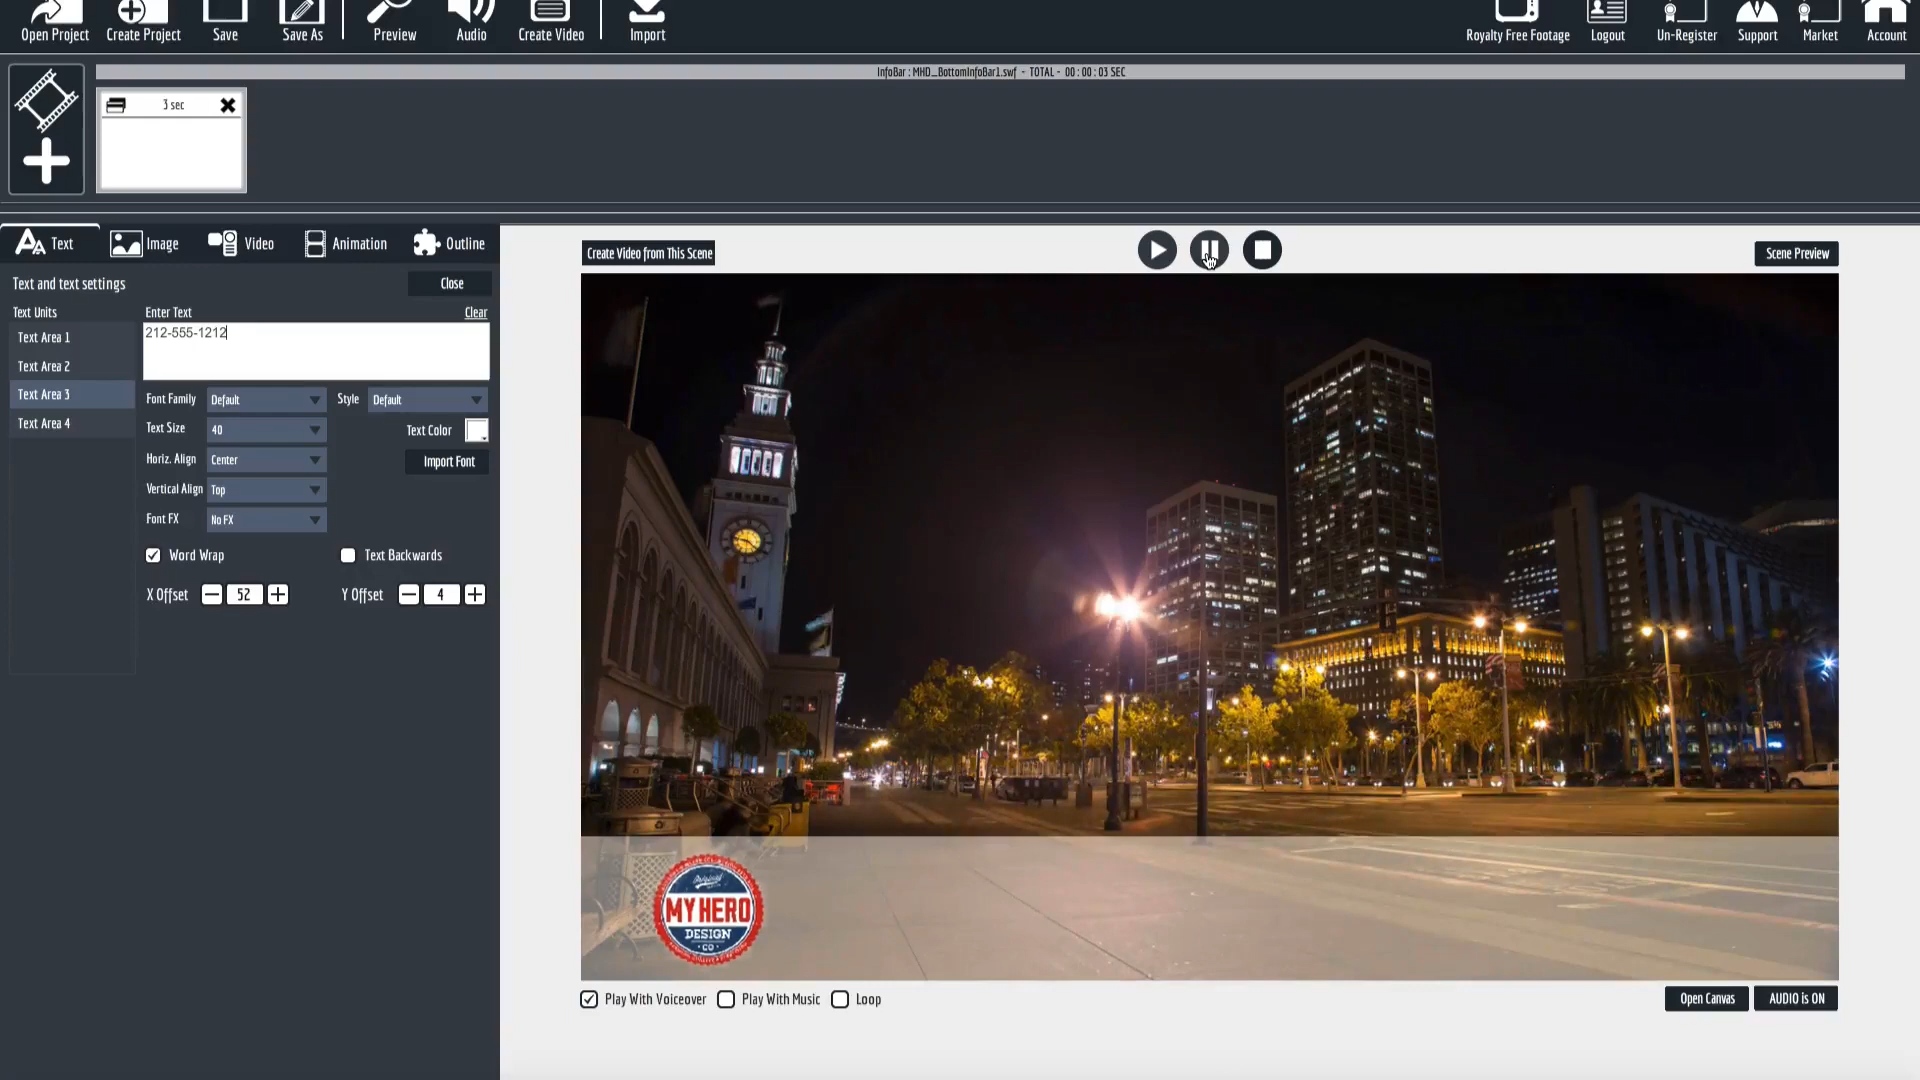 Open Project
Create Project
Save
Save As
Preview
Audio
Create Video
Import
Royalty Free Footage
Logout
Un-Register
Support
Market
Account
InfoBar : MHD_BottomInfoBar1.swf - TOTAL - 00 : 00 : 03 SEC
3 sec
Text
Image
Video
Animation
Outline
Create Video from This Scene
Scene Preview
Text and text settings
Close
Text Units
Enter Text
Clear
Text Area 1
Text Area 2
Text Area 3
Text Area 4
212-555-1212
Font Family
Default
Style
Default
Text Size
40
Text Color
Horiz. Align
Center
Import Font
Vertical Align
Top
Font FX
No FX
Word Wrap
Text Backwards
X Offset
52
Y Offset
4
Original
MY HERO
DESIGN
CO
Play With Voiceover
Play With Music
Loop
Open Canvas
AUDIO is ON